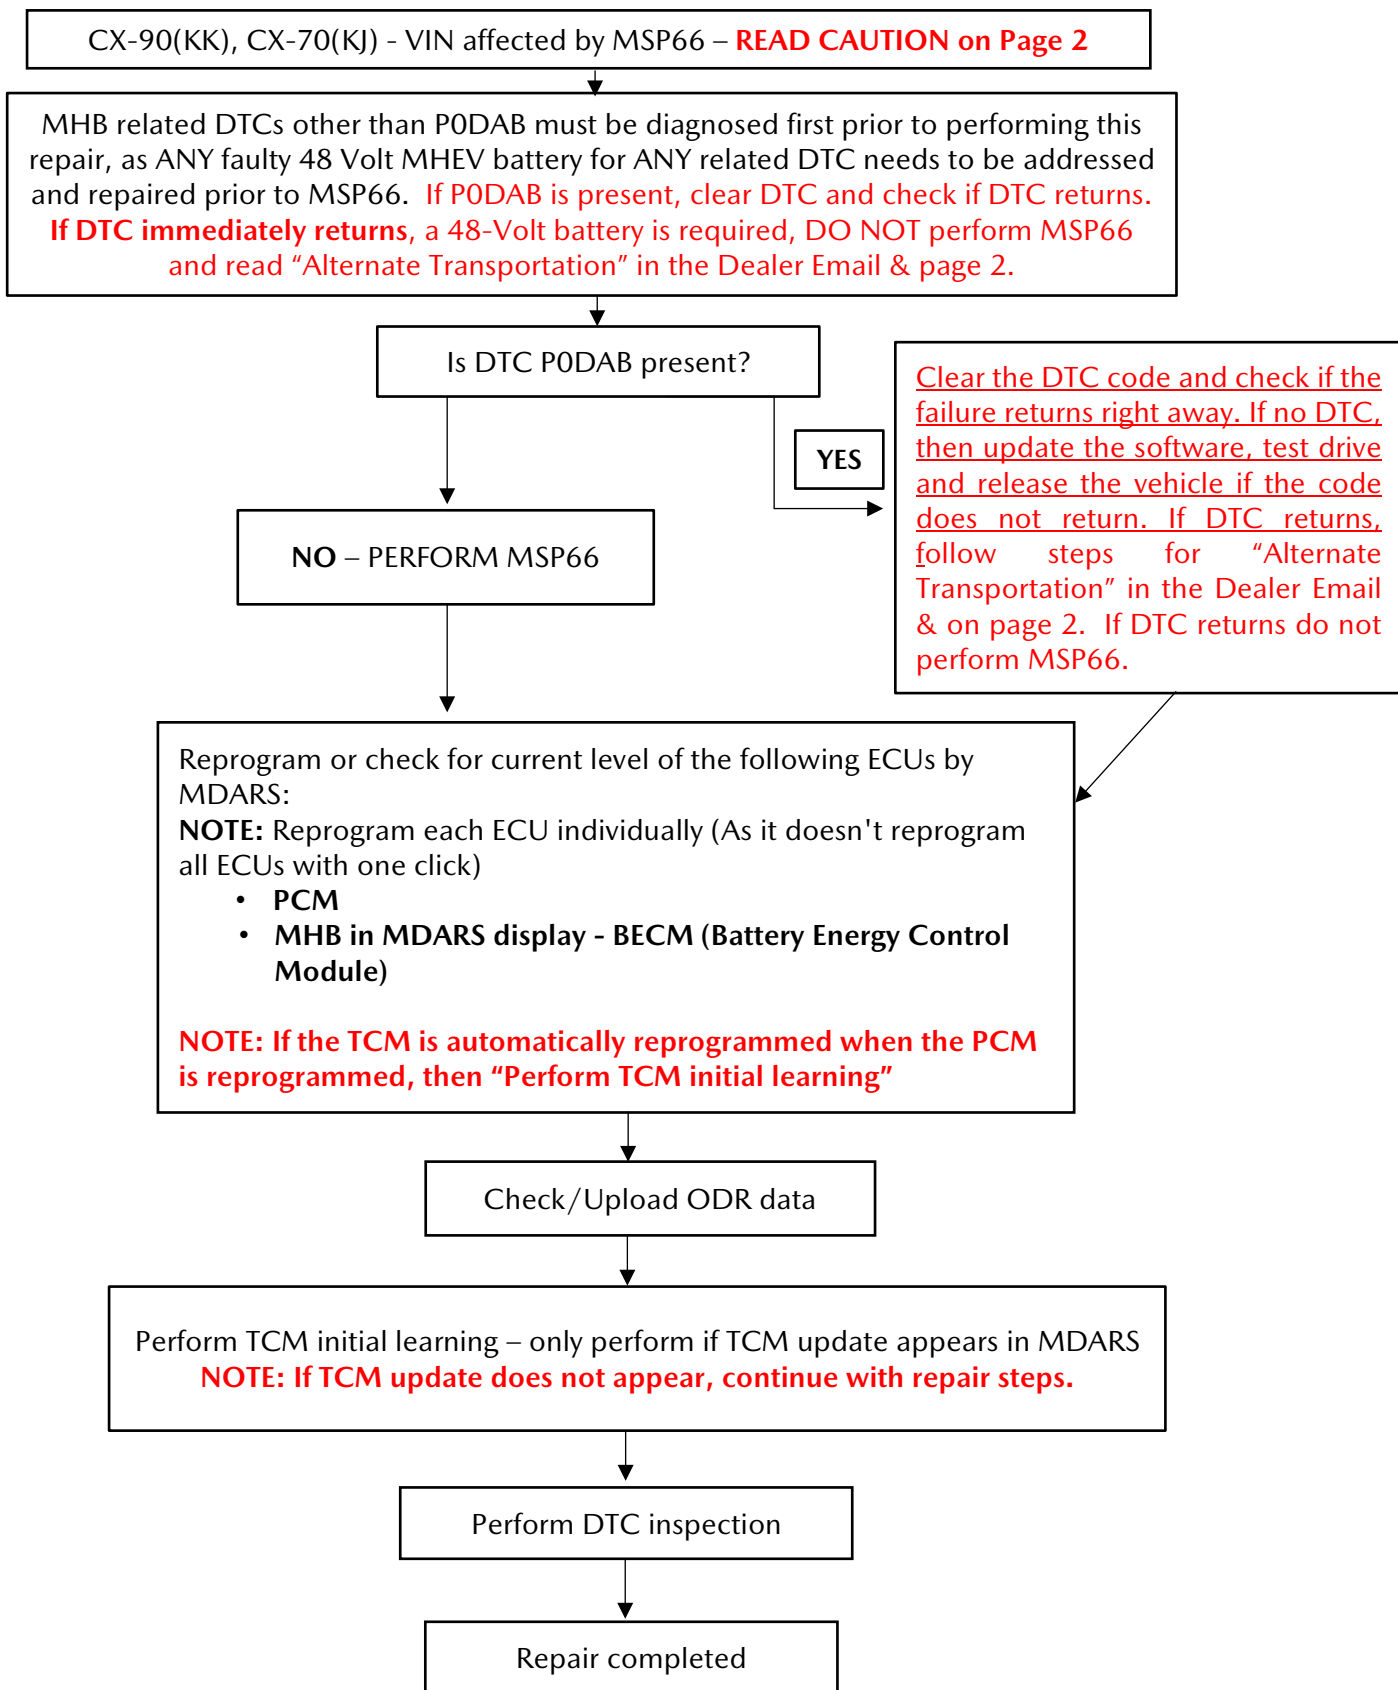 CX-90(KK), CX-70(KJ) - VIN affected by MSP66 – READ CAUTION on Page 2
MHB related DTCs other than P0DAB must be diagnosed first prior to performing this
repair, as ANY faulty 48 Volt MHEV battery for ANY related DTC needs to be addressed
and repaired prior to MSP66. If P0DAB is present, clear DTC and check if DTC returns.
If DTC immediately returns, a 48-Volt battery is required, DO NOT perform MSP66
and read “Alternate Transportation” in the Dealer Email & page 2.
Is DTC P0DAB present?
YES
Clear the DTC code and check if the
failure returns right away. If no DTC,
then update the software, test drive
and release the vehicle if the code
does not return. If DTC returns,
follow steps for “Alternate
Transportation” in the Dealer Email
& on page 2. If DTC returns do not
perform MSP66.
NO – PERFORM MSP66
Reprogram or check for current level of the following ECUs by
MDARS:
NOTE: Reprogram each ECU individually (As it doesn't reprogram
all ECUs with one click)
• PCM
• MHB in MDARS display - BECM (Battery Energy Control
Module)
NOTE: If the TCM is automatically reprogrammed when the PCM
is reprogrammed, then “Perform TCM initial learning”
Check/Upload ODR data
Perform TCM initial learning – only perform if TCM update appears in MDARS
NOTE: If TCM update does not appear, continue with repair steps.
Perform DTC inspection
Repair completed